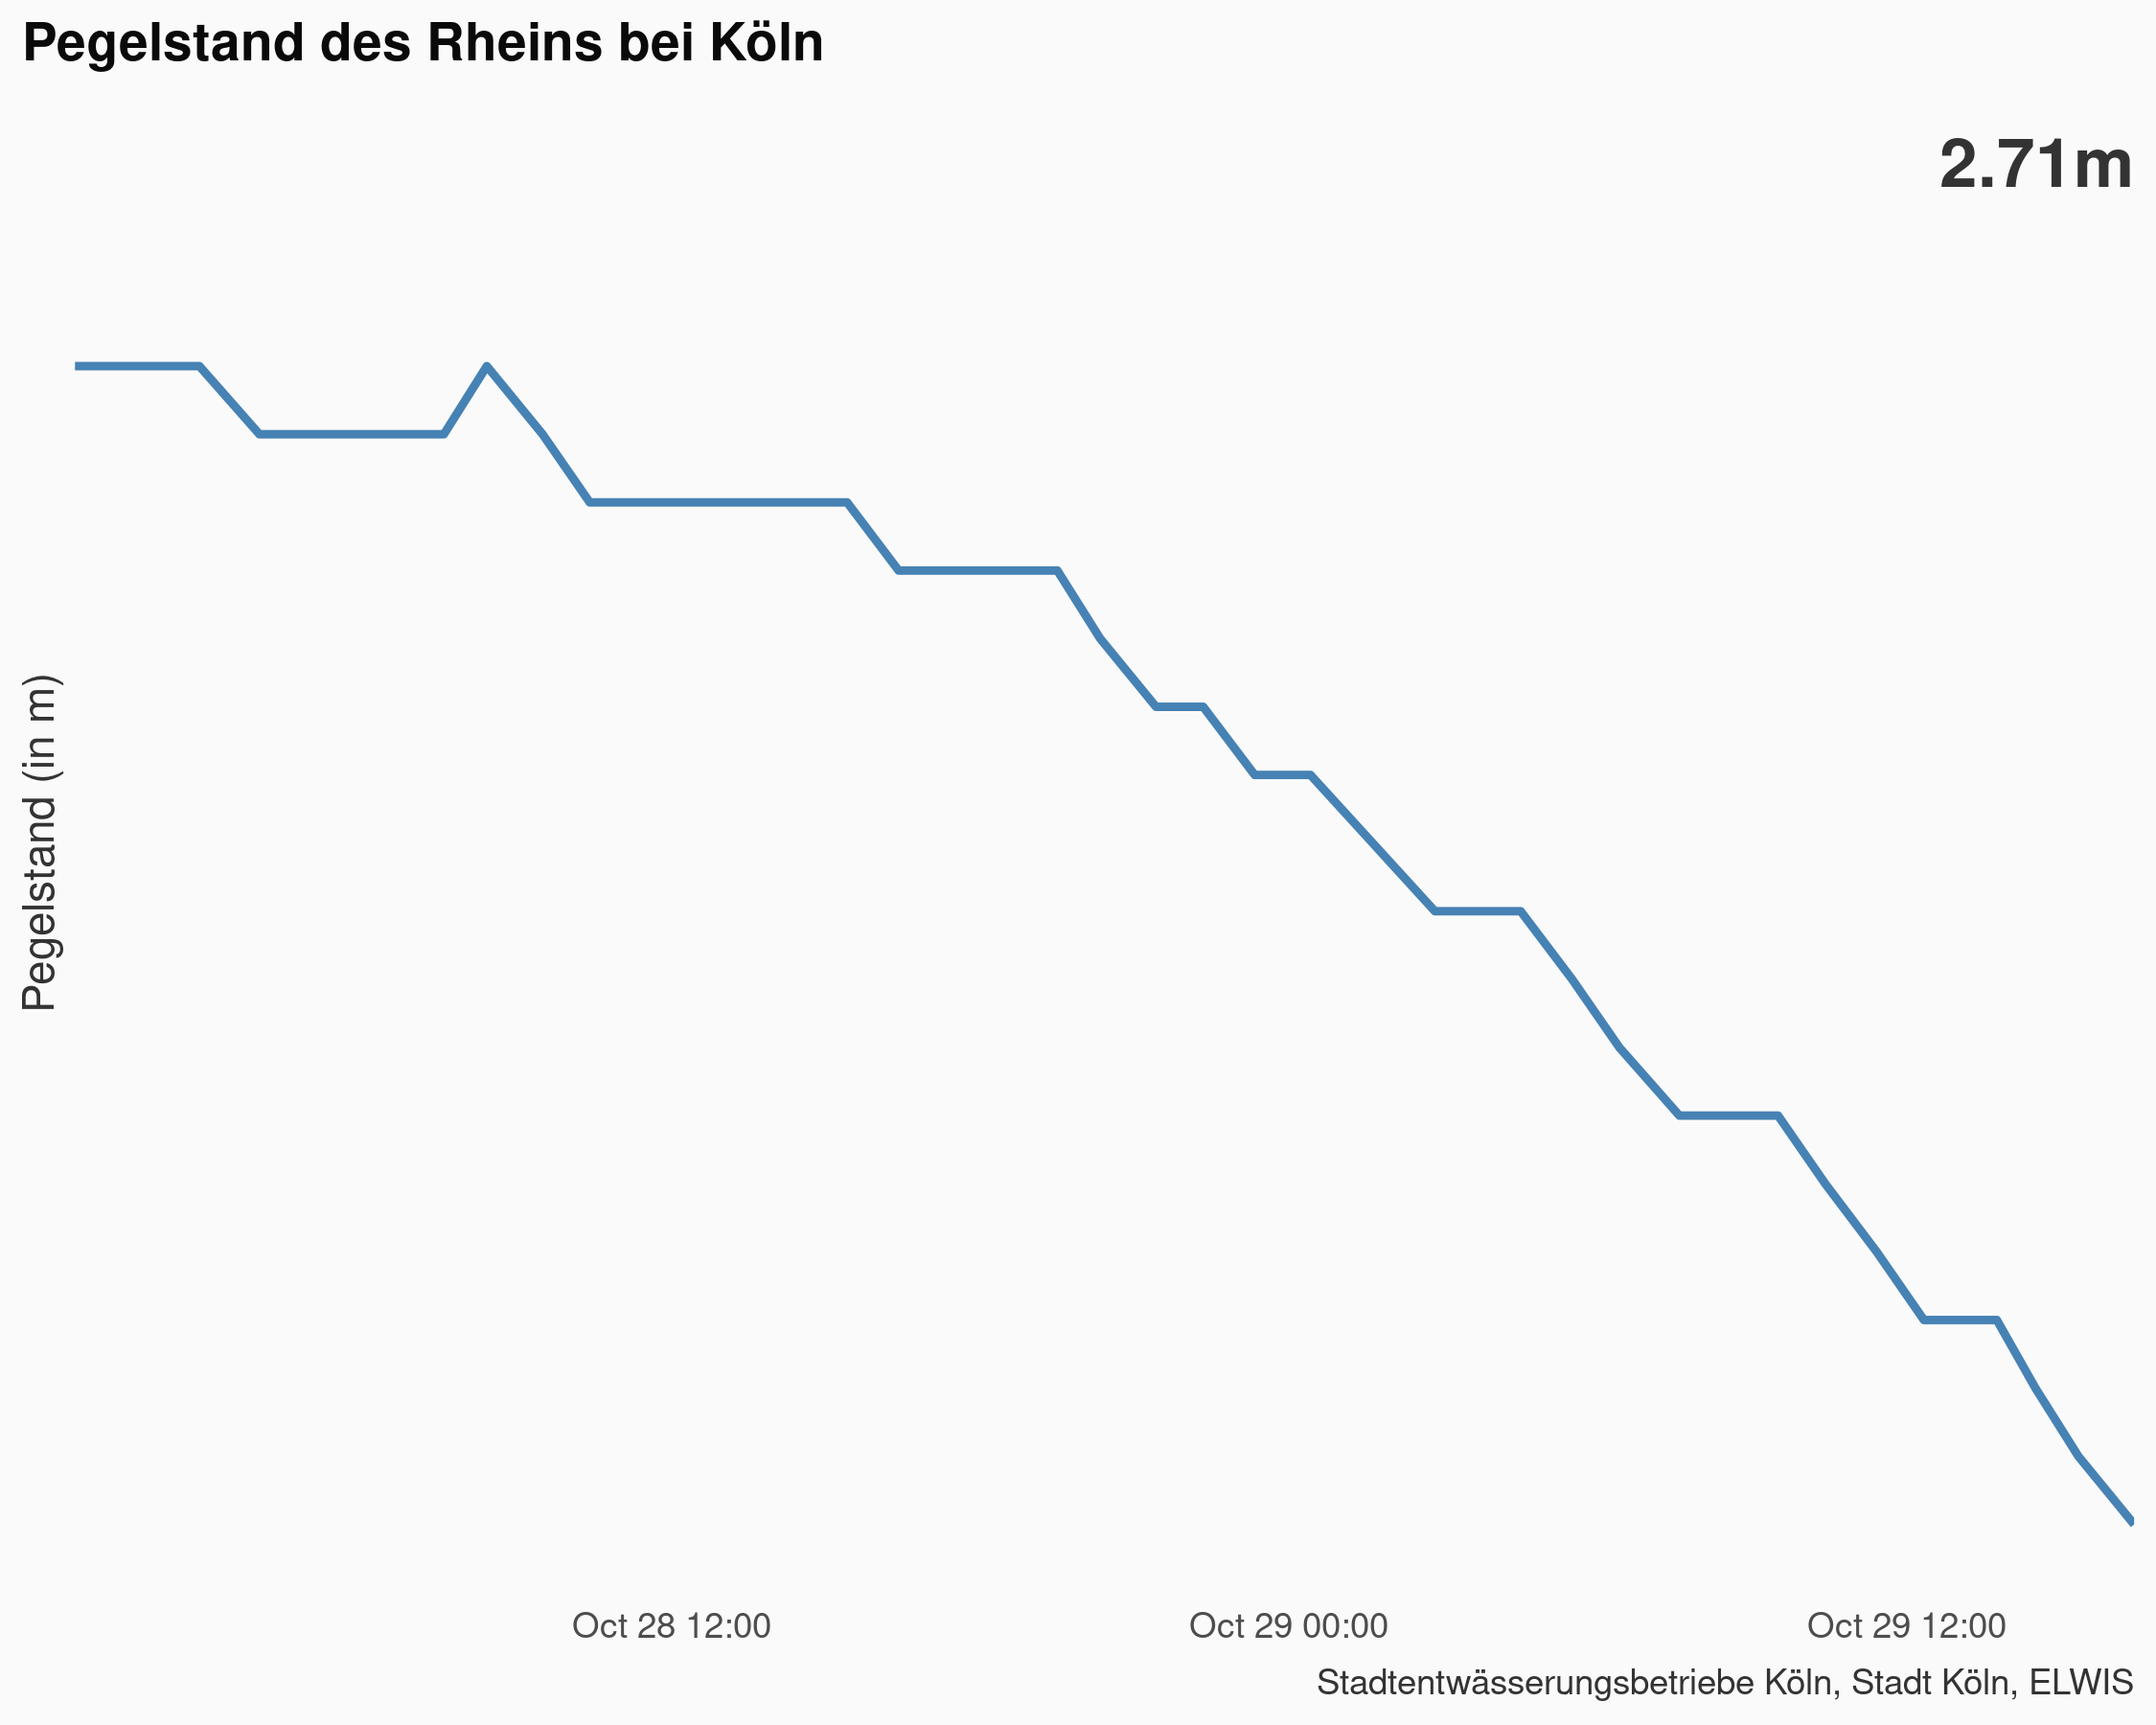 Pegelstand des Rheins bei Köln
2.71m
Pegelstand (in m)
Oct 28 12:00
Oct 29 00:00
Oct 29 12:00
Stadtentwässerungsbetriebe Köln, Stadt Köln, ELWIS